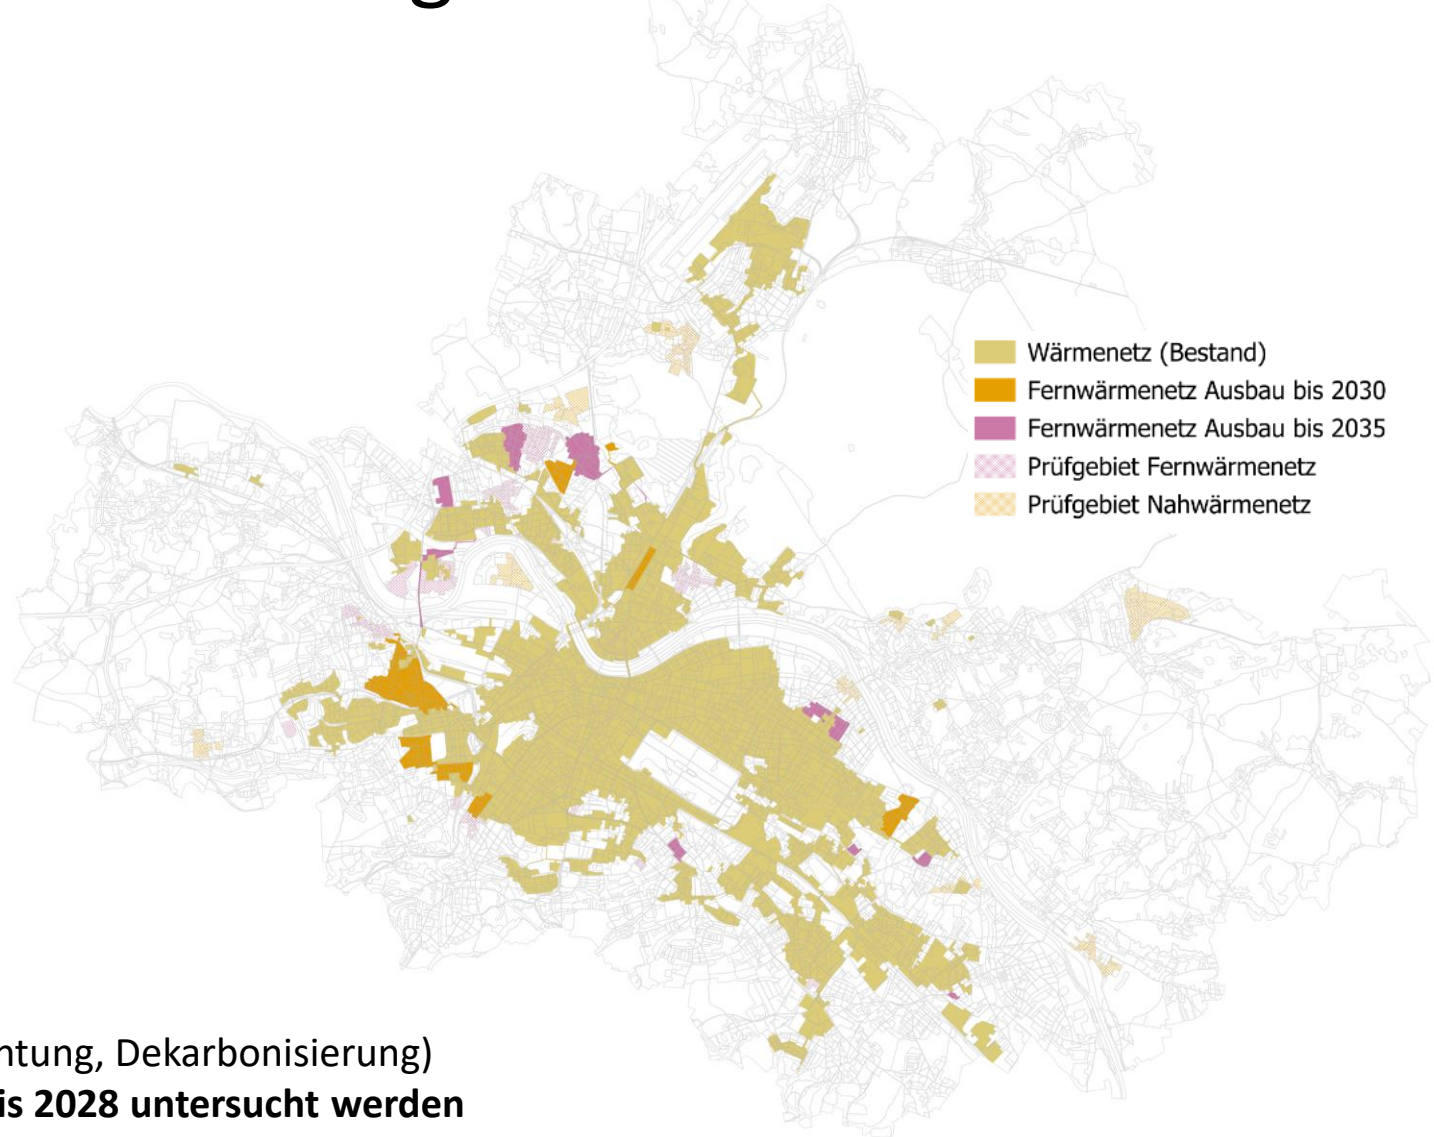 Wärmenetz (Bestand)
Fernwärmenetz Ausbau bis 2030
Fernwärmenetz Ausbau bis 2035
Prüfgebiet Fernwärmenetz
Prüfgebiet Nahwärmenetz
ntung, Dekarbonisierung)
is 2028 untersucht werden